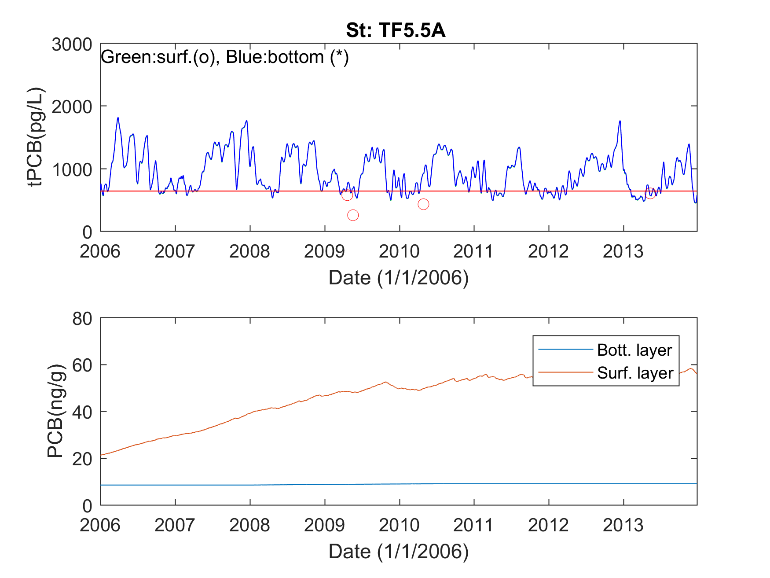 St: TF5.5A
Green:surf.(o), Blue:bottom (*)
tPCB(pg/L)
3000
2000
1000
0
2006 2007 2008 2009 2010 2011 2012 2013
Date (1/1/2006)
PCB(ng/g)
80
60
40
20
0
Bott. layer
Surf. layer
2006 2007 2008 2009 2010 2011 2012 2013
Date (1/1/2006)